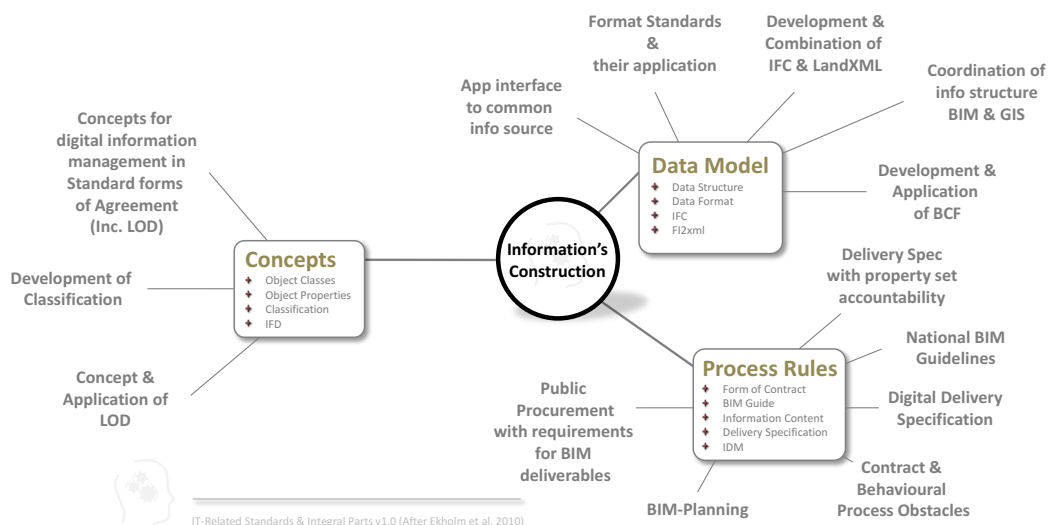 Format Standards
&
their application
Development &
Combination of
IFC & LandXML
Coordination of
info structure
BIM & GIS
App interface
to common
info source
Concepts for
digital information
management in
Standard forms
of Agreement
(Inc. LOD)
Data Model
Data Structure
Data Format
IFC
FI2xml
Development &
Application
of BCF
Information's
Construction
Concepts
Object Classes
Object Properties
Classification
IFD
Development of
Classification
Concept &
Application of
LOD
Delivery Spec
with property set
accountability
National BIM
Guidelines
Process Rules
Form of Contract
BIM Guide
Information Content
Delivery Specification
IDM
Public
Procurement
with requirements
for BIM
deliverables
Digital Delivery
Specification
BIM-Planning
Contract &
Behavioural
Process Obstacles
IT-Related Standards & Integral Parts v1.0 (After Ekholm et al. 2010)